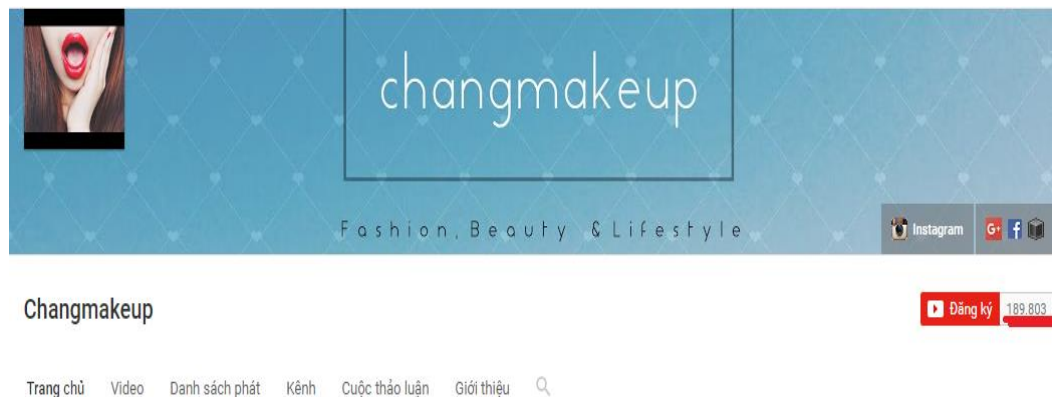 changmakeup
Fashion, Beauty & Lifestyle
Instagram G+ f
Changmakeup
Đăng ký 189.803
Trang chủ Video Danh sách phát Kênh Cuộc thảo luận Giới thiệu